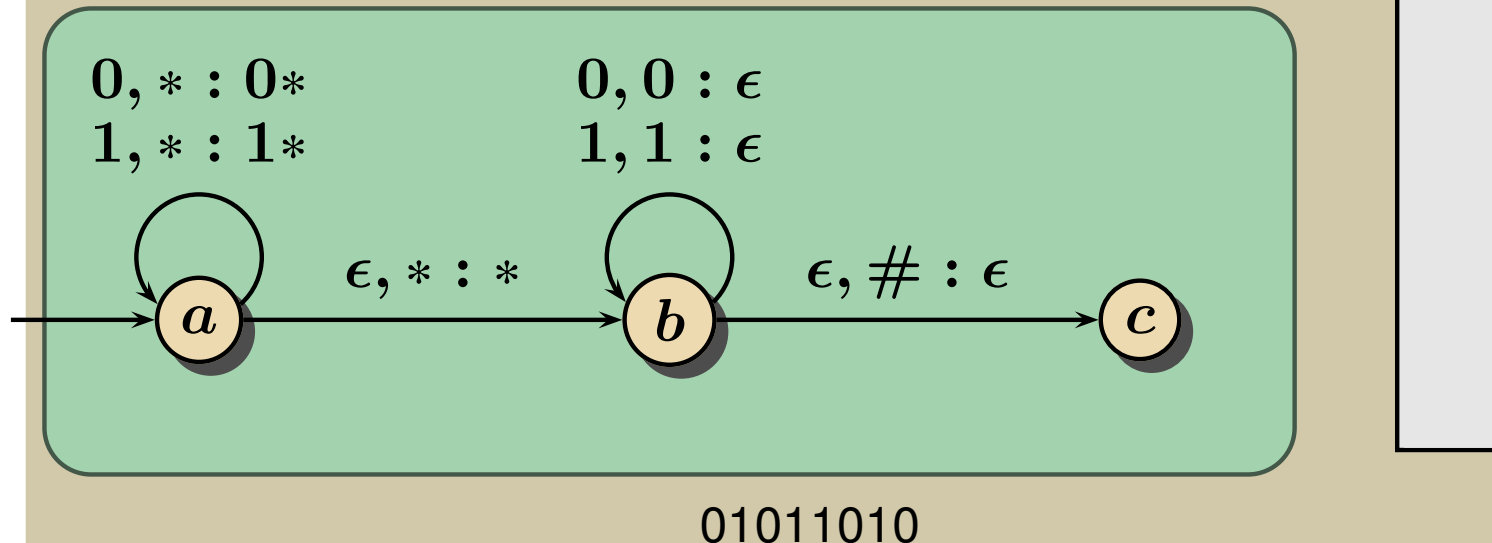 0, * : 0*
0, 0 : ϵ
1, * : 1*
1, 1 : ϵ
ϵ, * : *
ϵ, # : ϵ
a
b
c
01011010